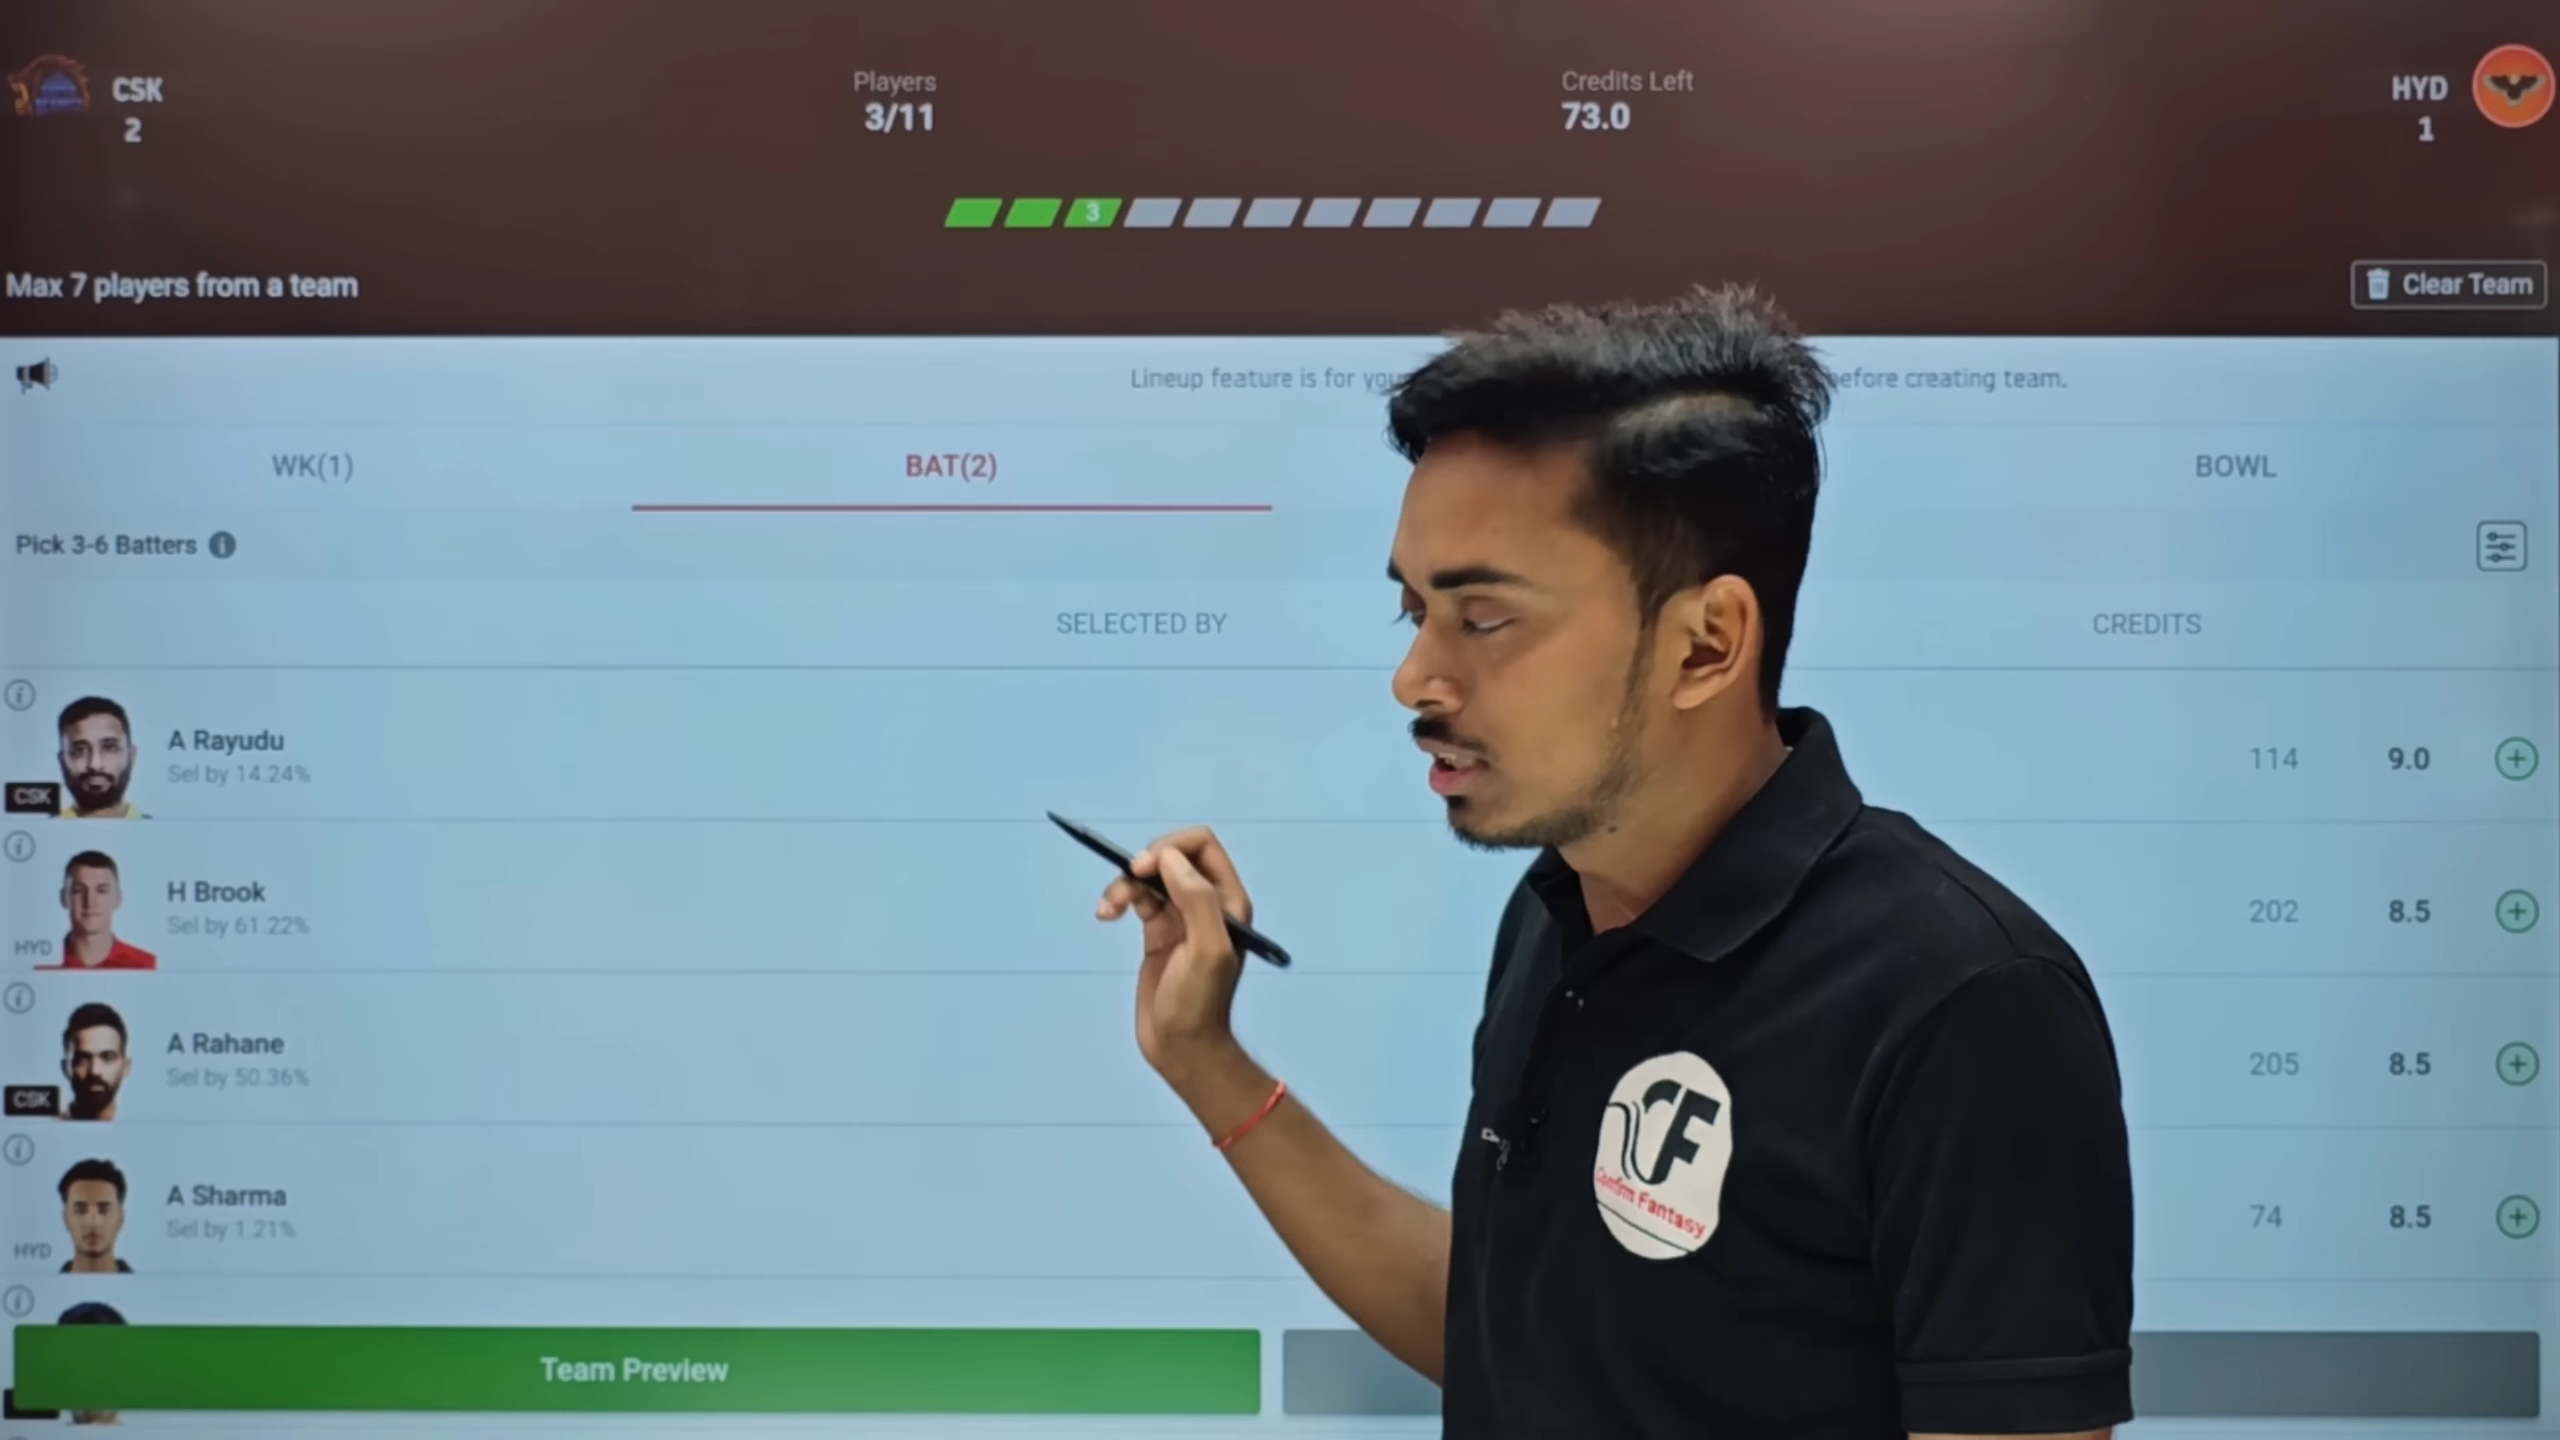 CSK
2
Players
3/11
Credits Left
73.0
HYD
1
3
Max 7 players from a team
Clear Team
Lineup feature is for
before creating team.
WK(1)
BAT(2)
BOWL
Pick 3-6 Batters
SELECTED BY
CREDITS
A Rayudu
Sel by 14.24%
CSK
114
9.0
H Brook
Sel by 61.22%
HYD
202
8.5
A Rahane
Sel by 50.36%
CSK
205
8.5
A Sharma
Sel by 1.21%
HYD
74
8.5
CF
Confirm Fantasy
Team Preview